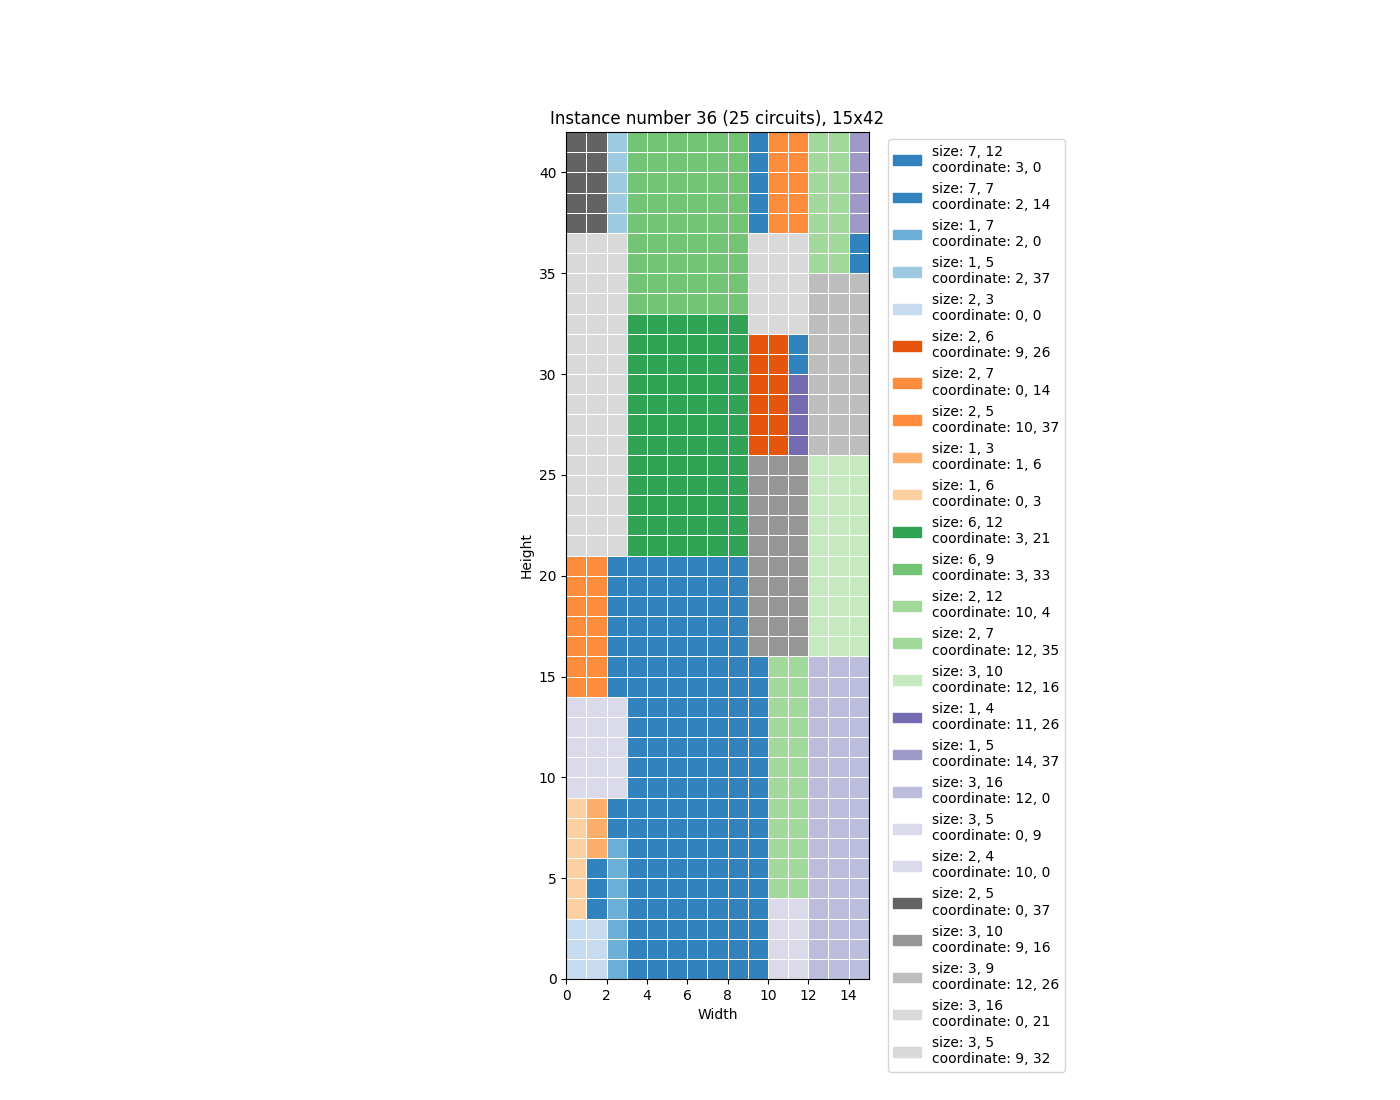 Instance number 36 (25 circuits), 15x42
40
35
30
25
20
15
10
5
0
Height
0 2 4 6 8 10 12 14
Width
size: 7, 12
coordinate: 3, 0
size: 7, 7
coordinate: 2, 14
size: 1, 7
coordinate: 2, 0
size: 1, 5
coordinate: 2, 37
size: 2, 3
coordinate: 0, 0
size: 2, 6
coordinate: 9, 26
size: 2, 7
coordinate: 0, 14
size: 2, 5
coordinate: 10, 37
size: 1, 3
coordinate: 1, 6
size: 1, 6
coordinate: 0, 3
size: 6, 12
coordinate: 3, 21
size: 6, 9
coordinate: 3, 33
size: 2, 12
coordinate: 10, 4
size: 2, 7
coordinate: 12, 35
size: 3, 10
coordinate: 12, 16
size: 1, 4
coordinate: 11, 26
size: 1, 5
coordinate: 14, 37
size: 3, 16
coordinate: 12, 0
size: 3, 5
coordinate: 0, 9
size: 2, 4
coordinate: 10, 0
size: 2, 5
coordinate: 0, 37
size: 3, 10
coordinate: 9, 16
size: 3, 9
coordinate: 12, 26
size: 3, 16
coordinate: 0, 21
size: 3, 5
coordinate: 9, 32